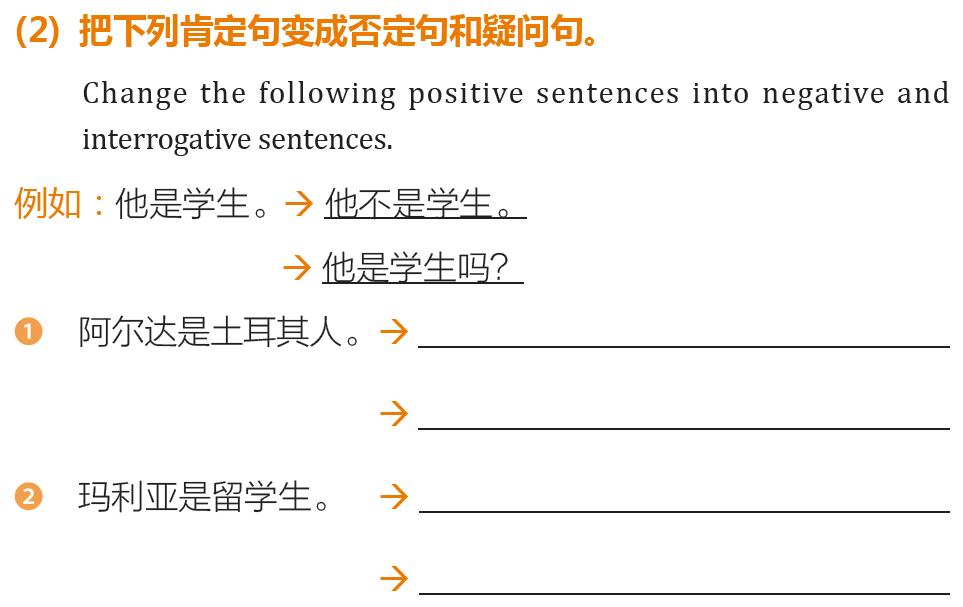 (2) 把下列肯定句变成否定句和疑问句。
Change the following positive sentences into negative and
interrogative sentences.
例如：他是学生。→ 他不是学生。
→ 他是学生吗？
❶ 阿尔达是土耳其人。→
→
❷ 玛利亚是留学生。→
→